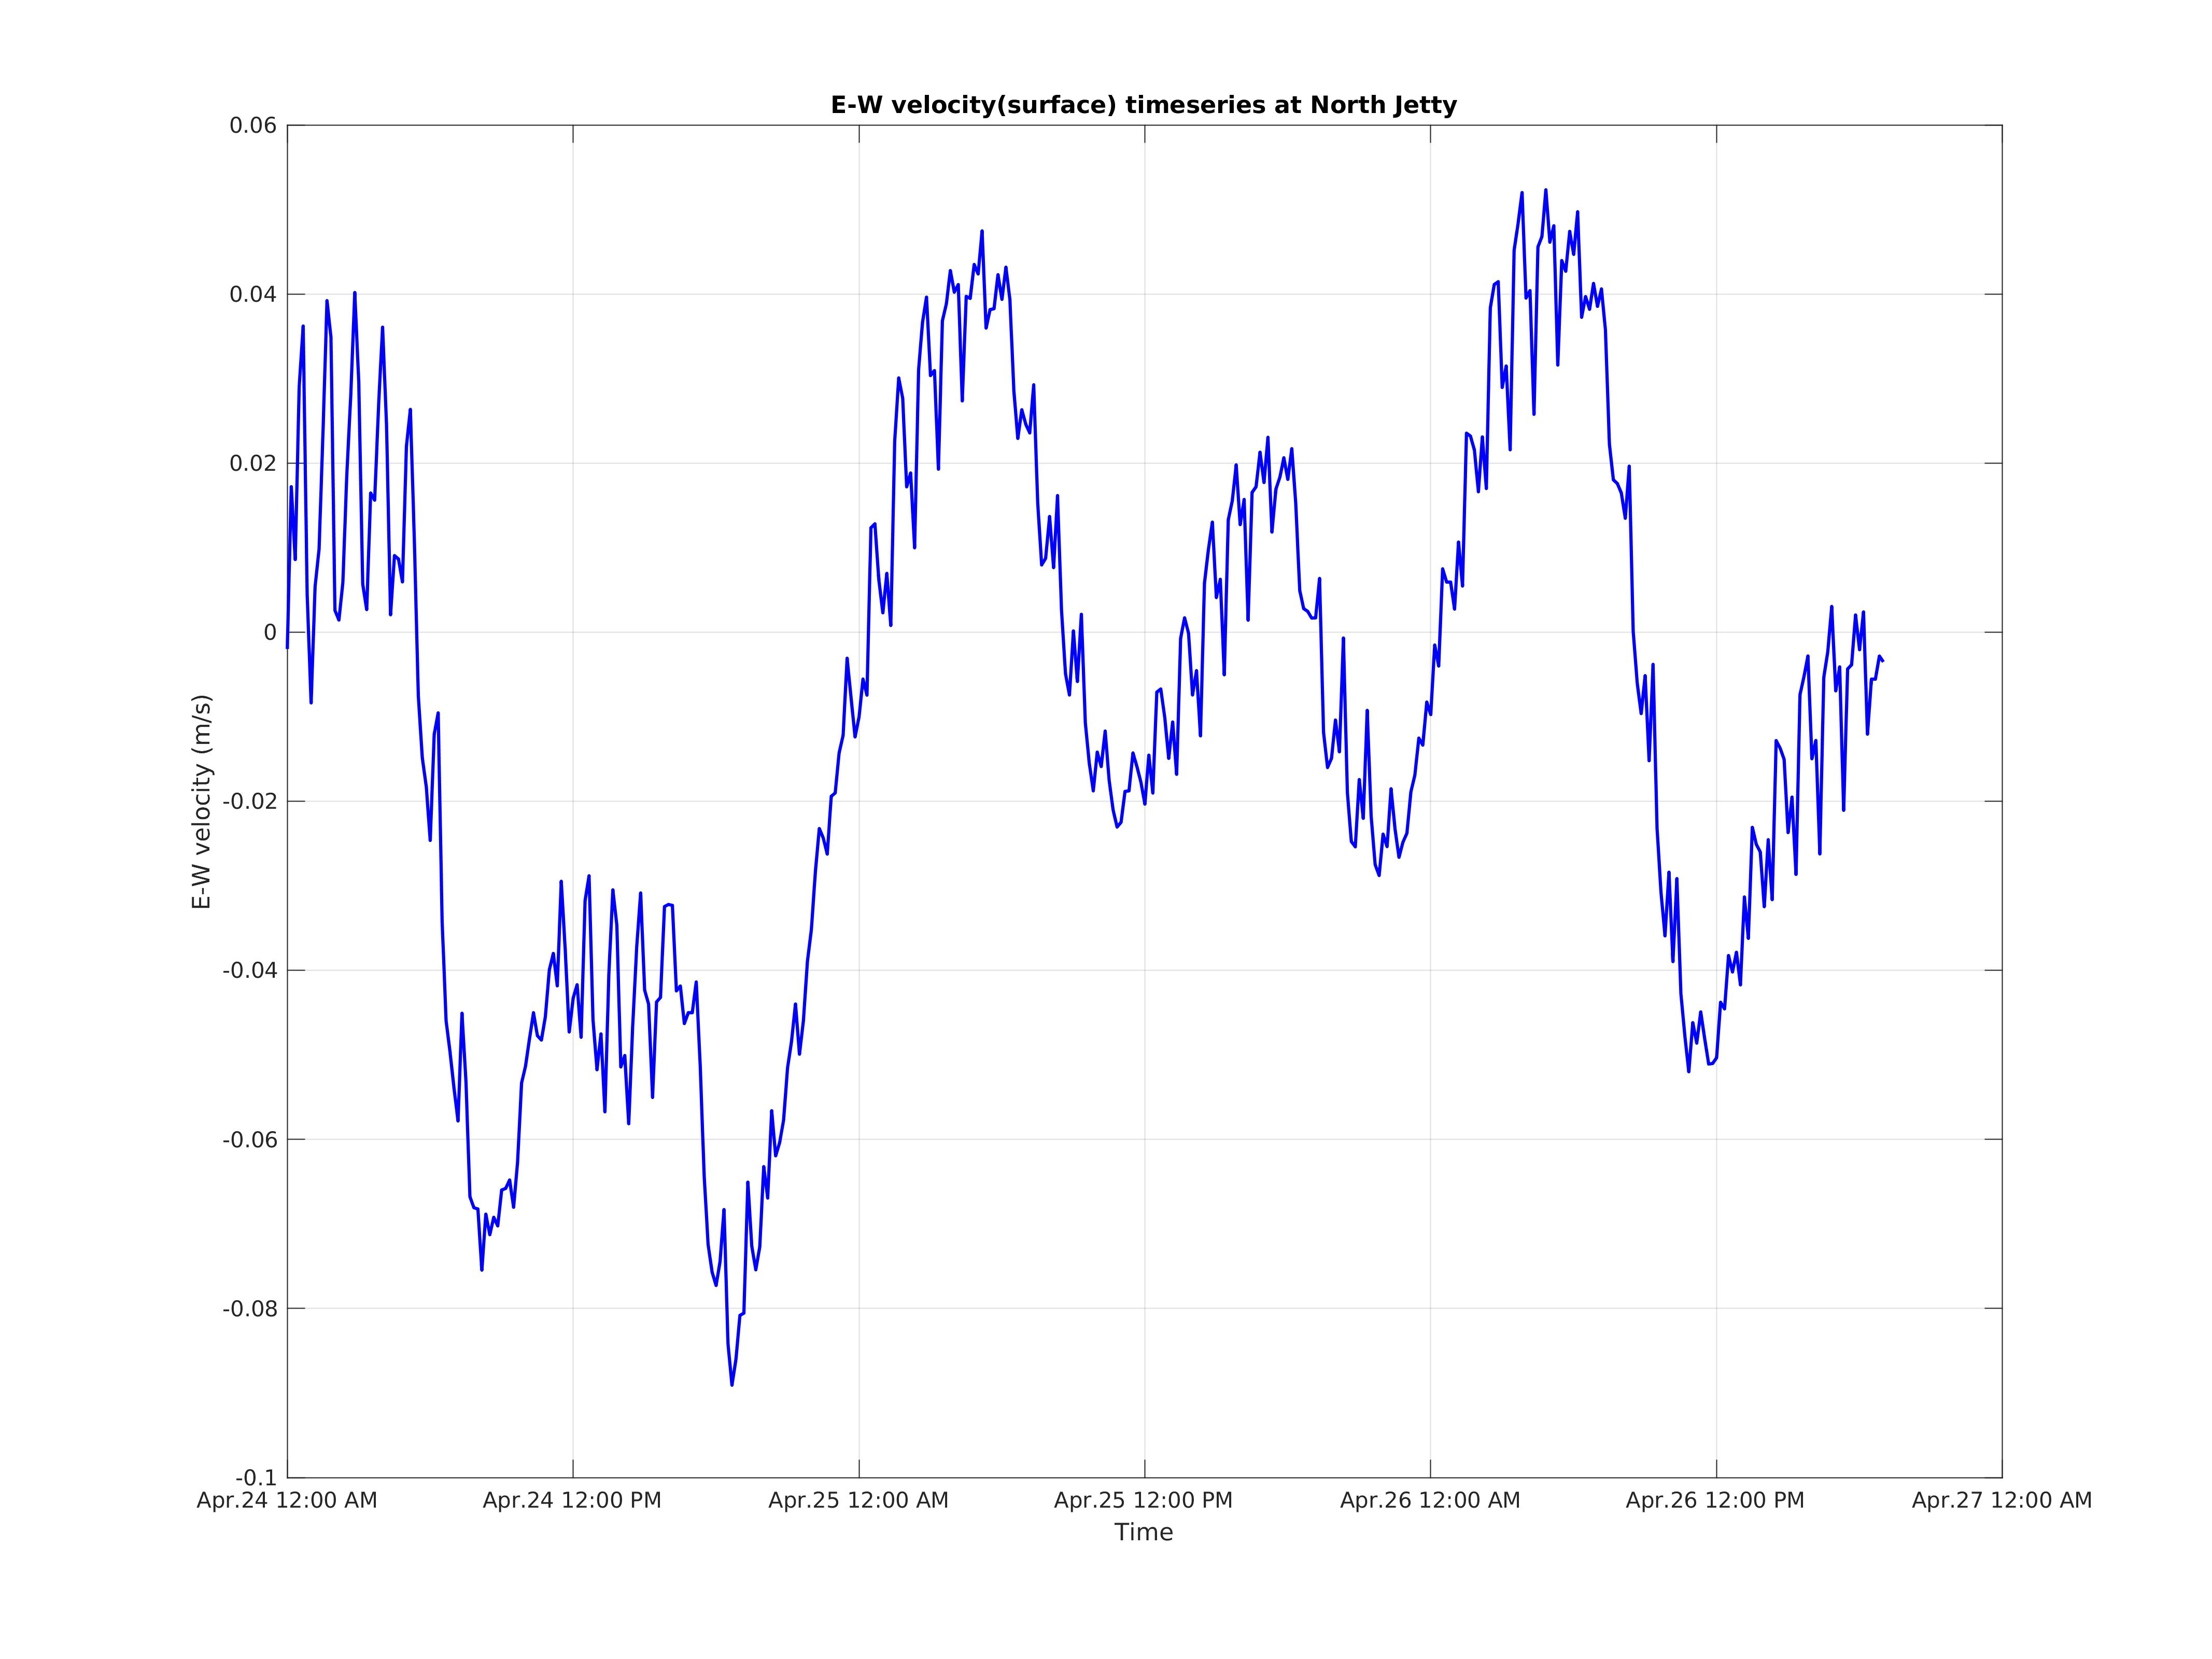 E-W velocity(surface) timeseries at North Jetty
0.06
0.04
0.02
0
-0.02
-0.04
-0.06
-0.08
-0.1
E-W velocity (m/s)
Apr.24 12:00 AM
Apr.24 12:00 PM
Apr.25 12:00 AM
Apr.25 12:00 PM
Apr.26 12:00 AM
Apr.26 12:00 PM
Apr.27 12:00 AM
Time